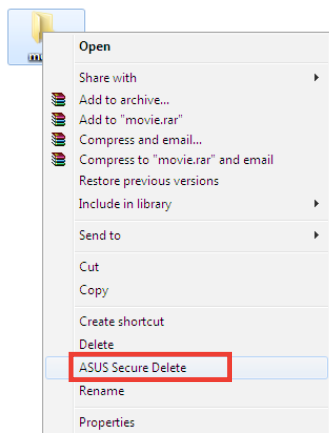 Open
Share with
Add to archive...
Add to "movie.rar"
Compress and email...
Compress to "movie.rar" and email
Restore previous versions
Include in library
Send to
Cut
Copy
Create shortcut
Delete
ASUS Secure Delete
Rename
Properties